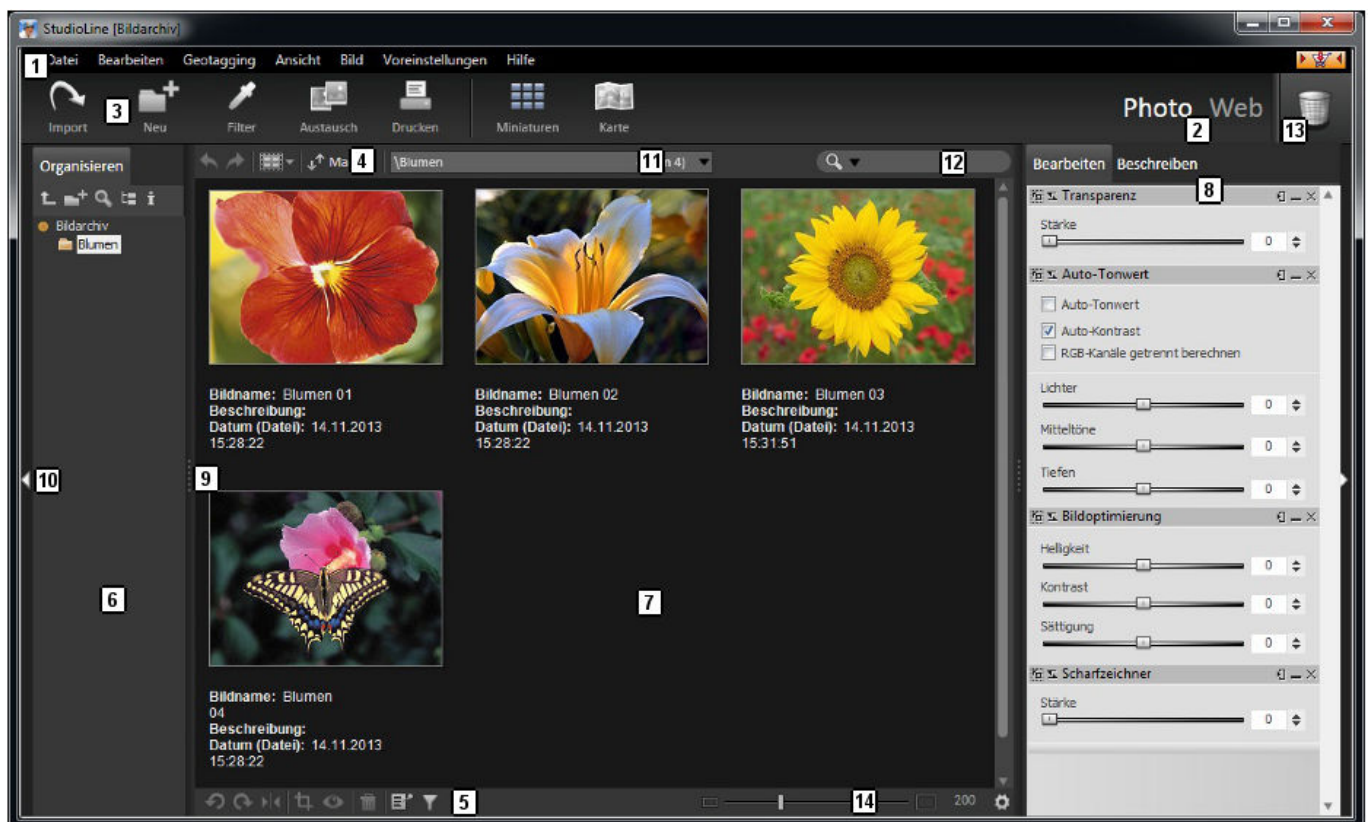 StudioLine [Bildarchiv]
1 Datei Bearbeiten Geotagging Ansicht Bild Voreinstellungen Hilfe
3
Import Neu Filter Austausch Drucken Miniaturen Karte
Photo Web
2 13
Organisieren
4 \Blumen 11 4) 12
Bearbeiten Beschreiben
8
Bildarchiv
Blumen
Transparenz
Stärke
0
Auto-Tonwert
Auto-Tonwert
Auto-Kontrast
RGB-Kanäle getrennt berechnen
Lichter
0
Mitteltöne
0
Tiefen
0
Bildoptimierung
Helligkeit
0
Kontrast
0
Sättigung
0
Scharfzeichner
Stärke
0
Bildname: Blumen 01
Beschreibung:
Datum (Datei): 14.11.2013
15:28:22
Bildname: Blumen 02
Beschreibung:
Datum (Datei): 14.11.2013
15:28:22
Bildname: Blumen 03
Beschreibung:
Datum (Datei): 14.11.2013
15:31:51
10 9
6 7
Bildname: Blumen
04
Beschreibung:
Datum (Datei): 14.11.2013
15:28:22
5 14 200